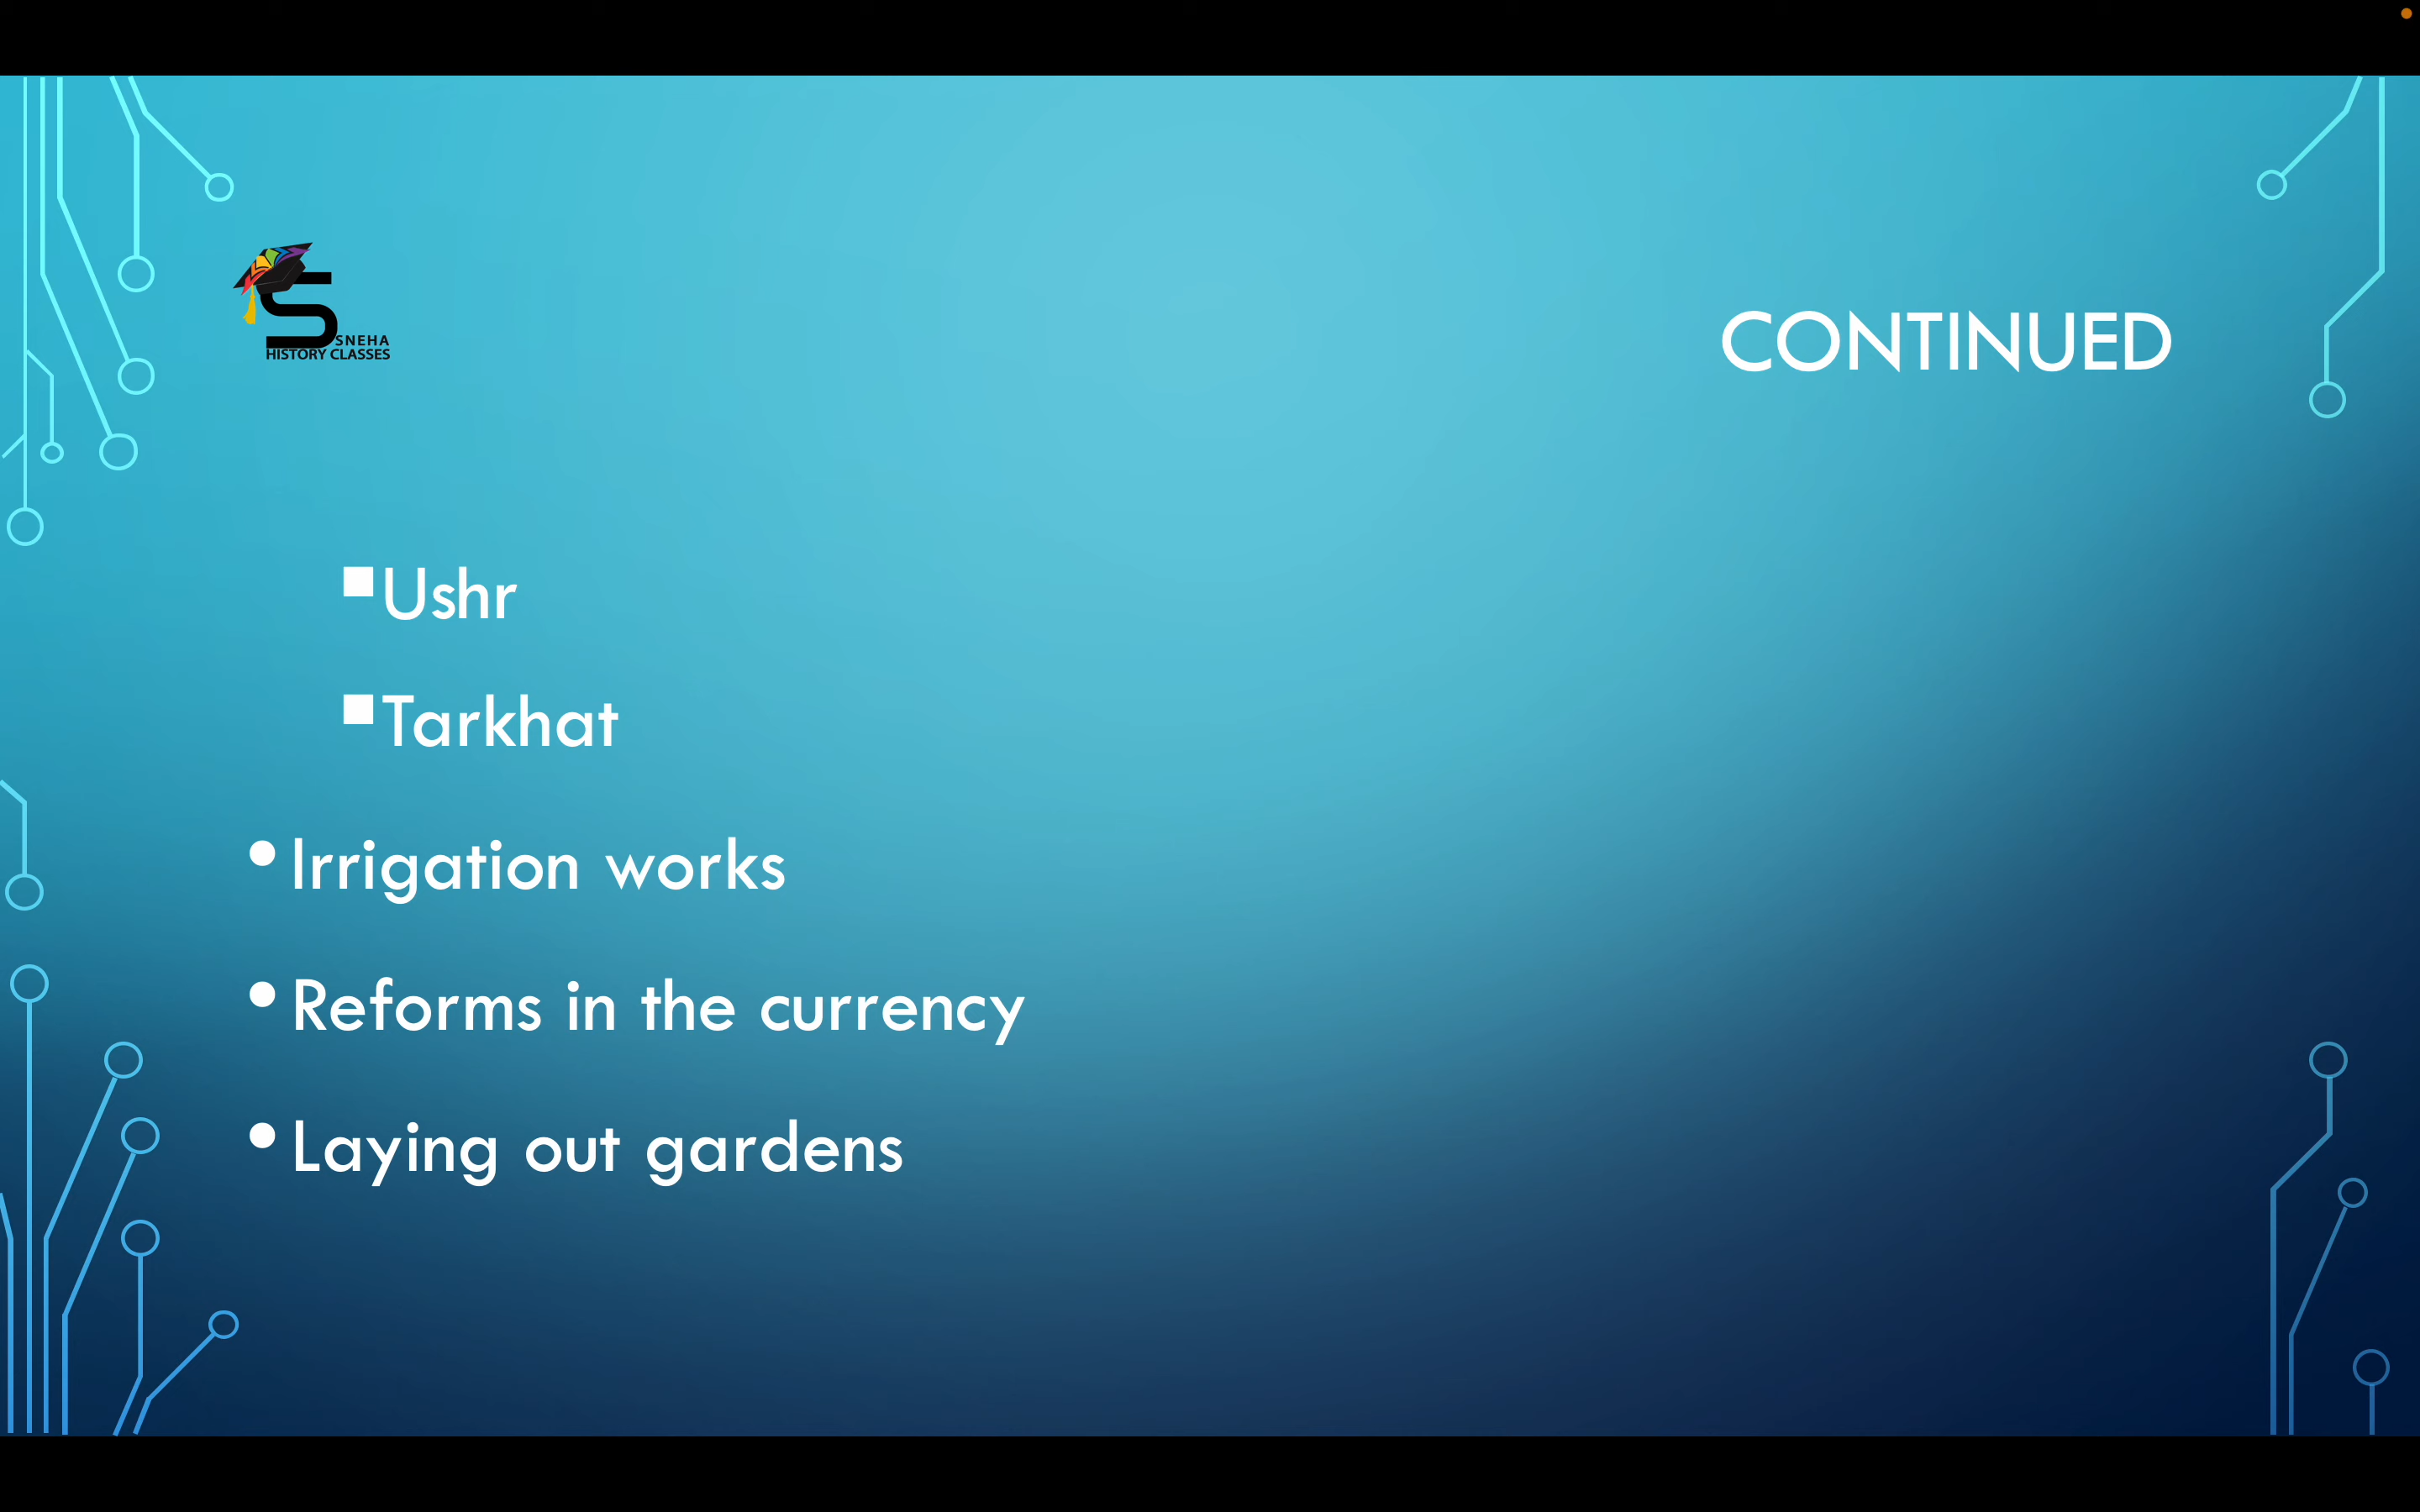 SNEHA
HISTORY CLASSES
CONTINUED
Ushr
Tarkhat
Irrigation works
Reforms in the currency
Laying out gardens